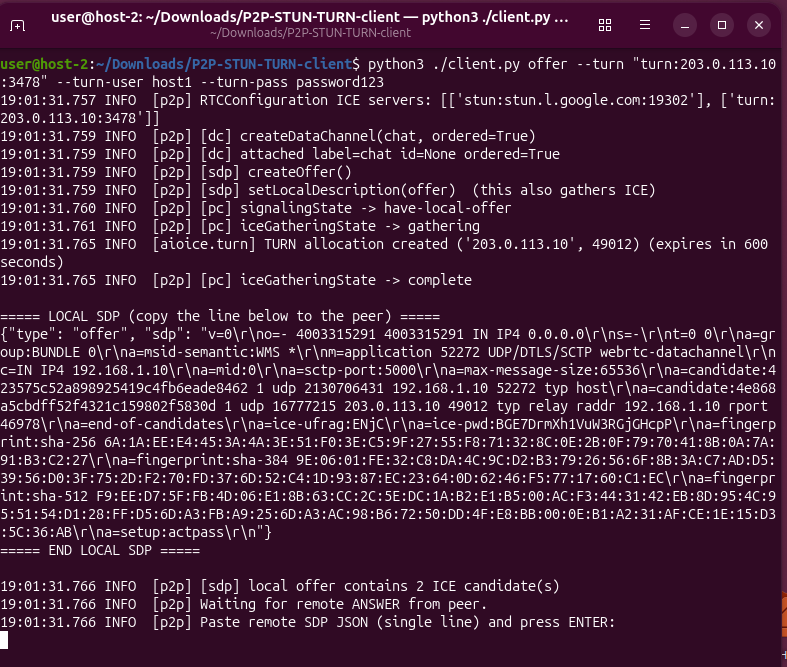 user@host-2: ~/Downloads/P2P-STUN-TURN-client — python3 ./client.py ...
~/Downloads/P2P-STUN-TURN-client
user@host-2:~/Downloads/P2P-STUN-TURN-client$ python3 ./client.py offer --turn "turn:203.0.113.10
:3478" --turn-user host1 --turn-pass password123
19:01:31.757 INFO  [p2p] RTCConfiguration ICE servers: [['stun:stun.l.google.com:19302'], ['turn:
203.0.113.10:3478']]
19:01:31.759 INFO  [p2p] [dc] createDataChannel(chat, ordered=True)
19:01:31.759 INFO  [p2p] [dc] attached label=chat id=None ordered=True
19:01:31.759 INFO  [p2p] [sdp] createOffer()
19:01:31.759 INFO  [p2p] [sdp] setLocalDescription(offer)  (this also gathers ICE)
19:01:31.760 INFO  [p2p] [pc] signalingState -> have-local-offer
19:01:31.761 INFO  [p2p] [pc] iceGatheringState -> gathering
19:01:31.765 INFO  [aioice.turn] TURN allocation created ('203.0.113.10', 49012) (expires in 600
seconds)
19:01:31.765 INFO  [p2p] [pc] iceGatheringState -> complete
===== LOCAL SDP (copy the line below to the peer) =====
{"type": "offer", "sdp": "v=0\r\no=- 4003315291 4003315291 IN IP4 0.0.0.0\r\ns=-\r\nt=0 0\r\na=gr
oup:BUNDLE 0\r\na=msid-semantic:WMS *\r\nm=application 52272 UDP/DTLS/SCTP webrtc-datachannel\r\n
c=IN IP4 192.168.1.10\r\na=mid:0\r\na=sctp-port:5000\r\na=max-message-size:65536\r\na=candidate:4
23575c52a898925419c4fb6eade8462 1 udp 2130706431 192.168.1.10 52272 typ host\r\na=candidate:4e868
a5cbdff52f4321c159802f5830d 1 udp 16777215 203.0.113.10 49012 typ relay raddr 192.168.1.10 rport 
46978\r\na=end-of-candidates\r\na=ice-ufrag:ENjC\r\na=ice-pwd:BGE7DrmXh1VuW3RGjGHcpP\r\na=fingerp
rint:sha-256 6A:1A:EE:E4:45:3A:4A:3E:51:F0:3E:C5:9F:27:55:F8:71:32:8C:0E:2B:0F:79:70:41:8B:0A:7A:
91:B3:C2:27\r\na=fingerprint:sha-384 9E:06:01:FE:32:C8:DA:4C:9C:D2:B3:79:26:56:6F:8B:3A:C7:AD:D5:
39:56:D0:3F:75:2D:F2:70:FD:37:6D:52:C4:1D:93:87:EC:23:64:0D:62:46:F5:77:17:60:C1:EC\r\na=fingerpr
int:sha-512 F9:EE:D7:5F:FB:4D:06:E1:8B:63:CC:2C:5E:DC:1A:B2:E1:B5:00:AC:F3:44:31:42:EB:8D:95:4C:9
5:51:54:D1:28:FF:D5:6D:A3:FB:A9:25:6D:A3:AC:98:B6:72:50:DD:4F:E8:BB:00:0E:B1:A2:31:AF:CE:1E:15:D3
:5C:36:AB\r\na=setup:actpass\r\n"}
===== END LOCAL SDP =====
19:01:31.766 INFO  [p2p] [sdp] local offer contains 2 ICE candidate(s)
19:01:31.766 INFO  [p2p] Waiting for remote ANSWER from peer.
19:01:31.766 INFO  [p2p] Paste remote SDP JSON (single line) and press ENTER: